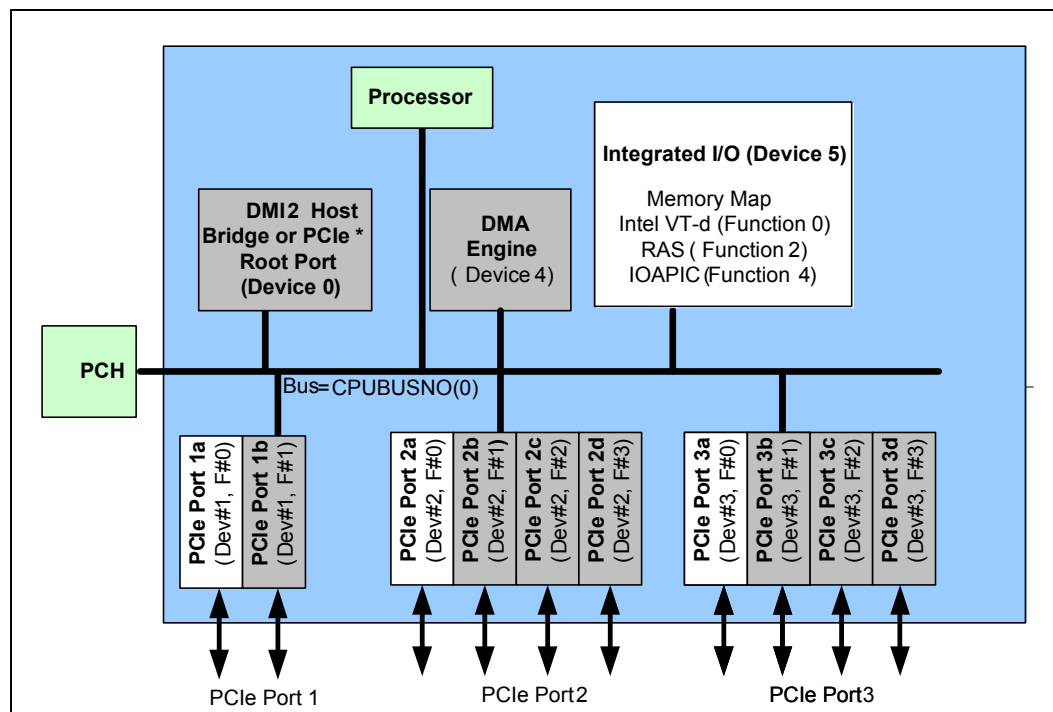 Processor
Integrated I/O (Device 5)
Memory Map
Intel VT-d (Function 0)
RAS ( Function 2)
IOAPIC (Function 4)
DMI2 Host
Bridge or PCIe *
Root Port
(Device 0)
DMA
Engine
( Device 4)
PCH
Bus=CPUBUSNO(0)
PCIe Port 1a
(Dev#1, F#0)
PCIe Port 1b
(Dev#1, F#1)
PCIe Port 2a
(Dev#2, F#0)
PCIe Port 2b
(Dev#2, F#1)
PCIe Port 2c
(Dev#2, F#2)
PCIe Port 2d
(Dev#2, F#3)
PCIe Port 3a
(Dev#3, F#0)
PCIe Port 3b
(Dev#3, F#1)
PCIe Port 3c
(Dev#3, F#2)
PCIe Port 3d
(Dev#3, F#3)
PCIe Port 1
PCIe Port2
PCIe Port3